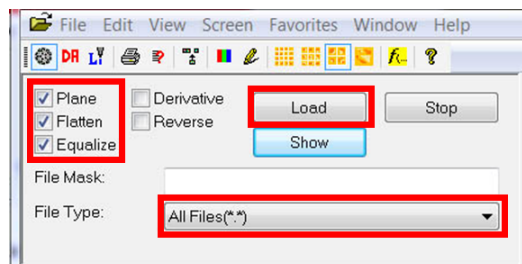 File Edit View Screen Favorites Window Help
DA LY f(...) ?
Plane Derivative Load Stop
Flatten Reverse
Equalize Show
File Mask:
File Type: All Files(*.*)